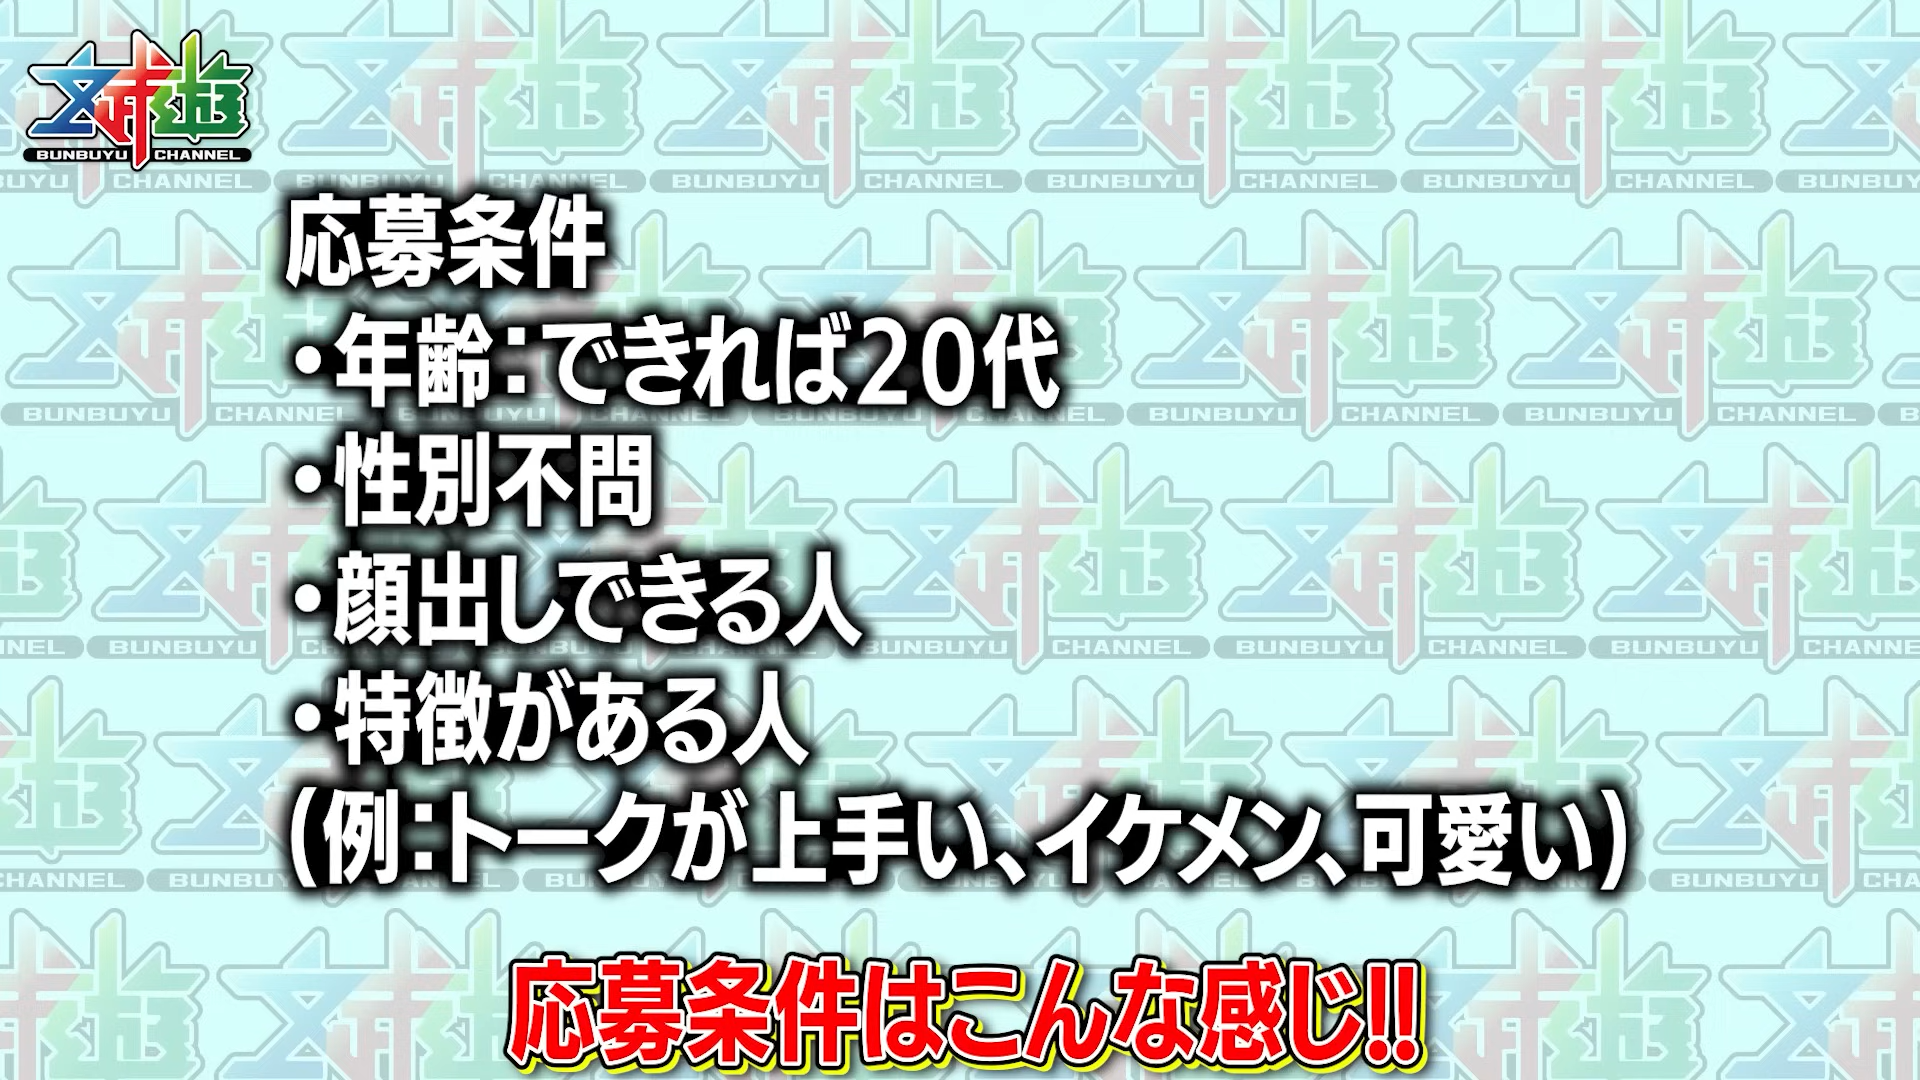 文武遊
BUNBUYU CHANNEL
応募条件
・年齢：できれば20代
・性別不問
・顔出しできる人
・特徴がある人
(例：トークが上手い、イケメン、可愛い)
応募条件はこんな感じ!!